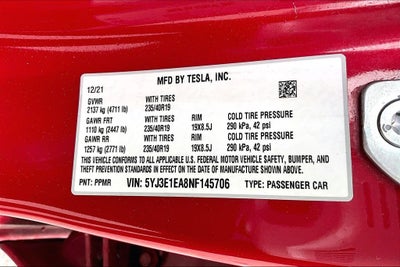 MFD BY TESLA, INC.
12/21
GVWR WITH TIRES
2137 kg (4711 lb) 235/40R19
GAWR FRT WITH TIRES RIM COLD TIRE PRESSURE
1110 kg (2447 lb) 235/40R19 19X8.5J 290 kPa, 42 psi
GAWR RR WITH TIRES RIM COLD TIRE PRESSURE
1257 kg (2771 lb) 235/40R19 19X8.5J 290 kPa, 42 psi
THIS VEHICLE CONFORMS TO ALL APPLICABLE U.S. FEDERAL MOTOR VEHICLE SAFETY, BUMPER, AND
THEFT PREVENTION STANDARDS IN EFFECT ON THE DATE OF MANUFACTURE SHOWN ABOVE.
PNT: PPMR VIN: 5YJ3E1EA8NF145706 TYPE: PASSENGER CAR